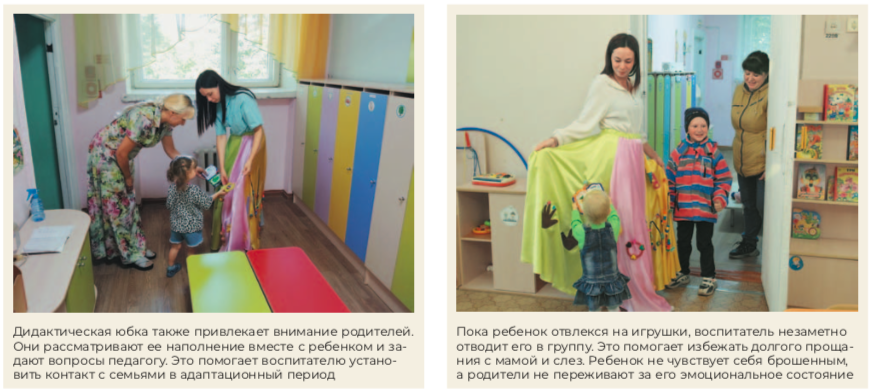 Дидактическая юбка также привлекает внимание родителей.
Они рассматривают ее наполнение вместе с ребенком и за-
дают вопросы педагогу. Это помогает воспитателю устано-
вить контакт с семьями в адаптационный период
Пока ребенок отвлекся на игрушки, воспитатель незаметно
отводит его в группу. Это помогает избежать долгого проща-
ния с мамой и слез. Ребенок не чувствует себя брошенным,
а родители не переживают за его эмоциональное состояние